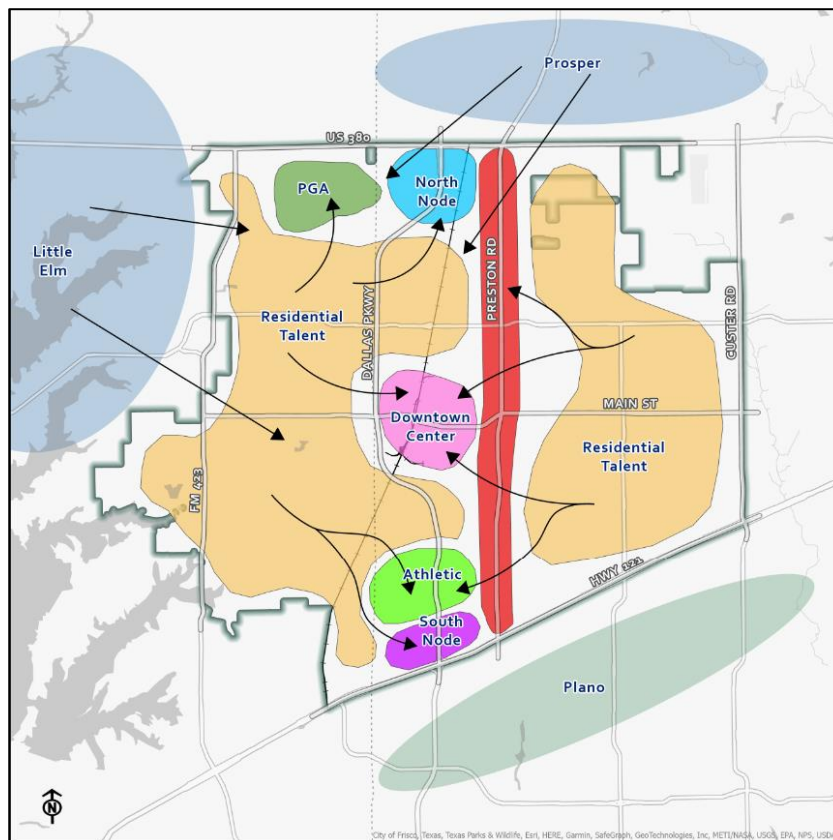 Prosper
US 380
PGA
North
Node
Little
Elm
PRESTON RD
Residential
Talent
DALLAS PKWY
CUSTER RD
MAIN ST
Downtown
Center
Residential
Talent
FM 423
HWY 121
Athletic
South
Node
Plano
N
City of Frisco, Texas, Texas Parks & Wildlife, Esri, HERE, Garmin, SafeGraph, GeoTechnologies, Inc, METI/NASA, USGS, EPA, NPS, USDA